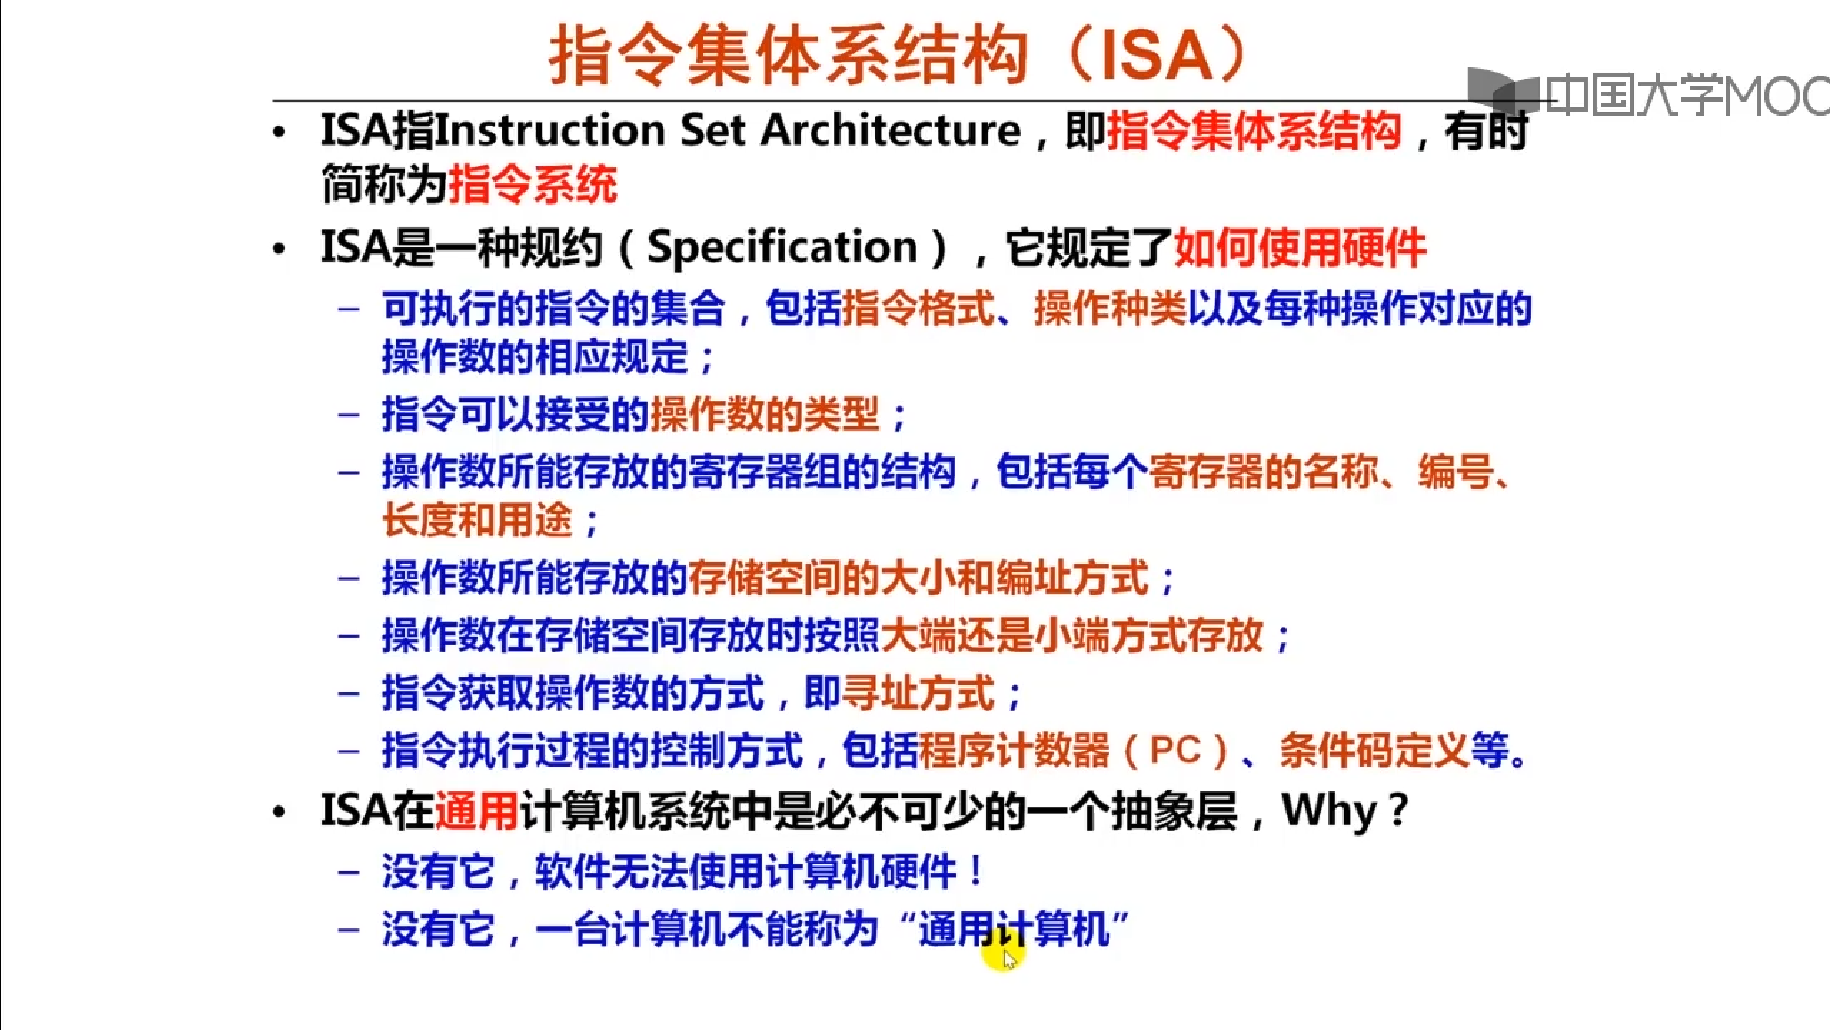 指令集体系结构（ISA）
中国大学MOO
• ISA指Instruction Set Architecture，即指令集体系结构，有时
简称为指令系统
• ISA是一种规约（Specification），它规定了如何使用硬件
– 可执行的指令的集合，包括指令格式、操作种类以及每种操作对应的
操作数的相应规定；
– 指令可以接受的操作数的类型；
– 操作数所能存放的寄存器组的结构，包括每个寄存器的名称、编号、
长度和用途；
– 操作数所能存放的存储空间的大小和编址方式；
– 操作数在存储空间存放时按照大端还是小端方式存放；
– 指令获取操作数的方式，即寻址方式；
– 指令执行过程的控制方式，包括程序计数器（PC）、条件码定义等。
• ISA在通用计算机系统中是必不可少的一个抽象层，Why？
– 没有它，软件无法使用计算机硬件！
– 没有它，一台计算机不能称为“通用计算机”